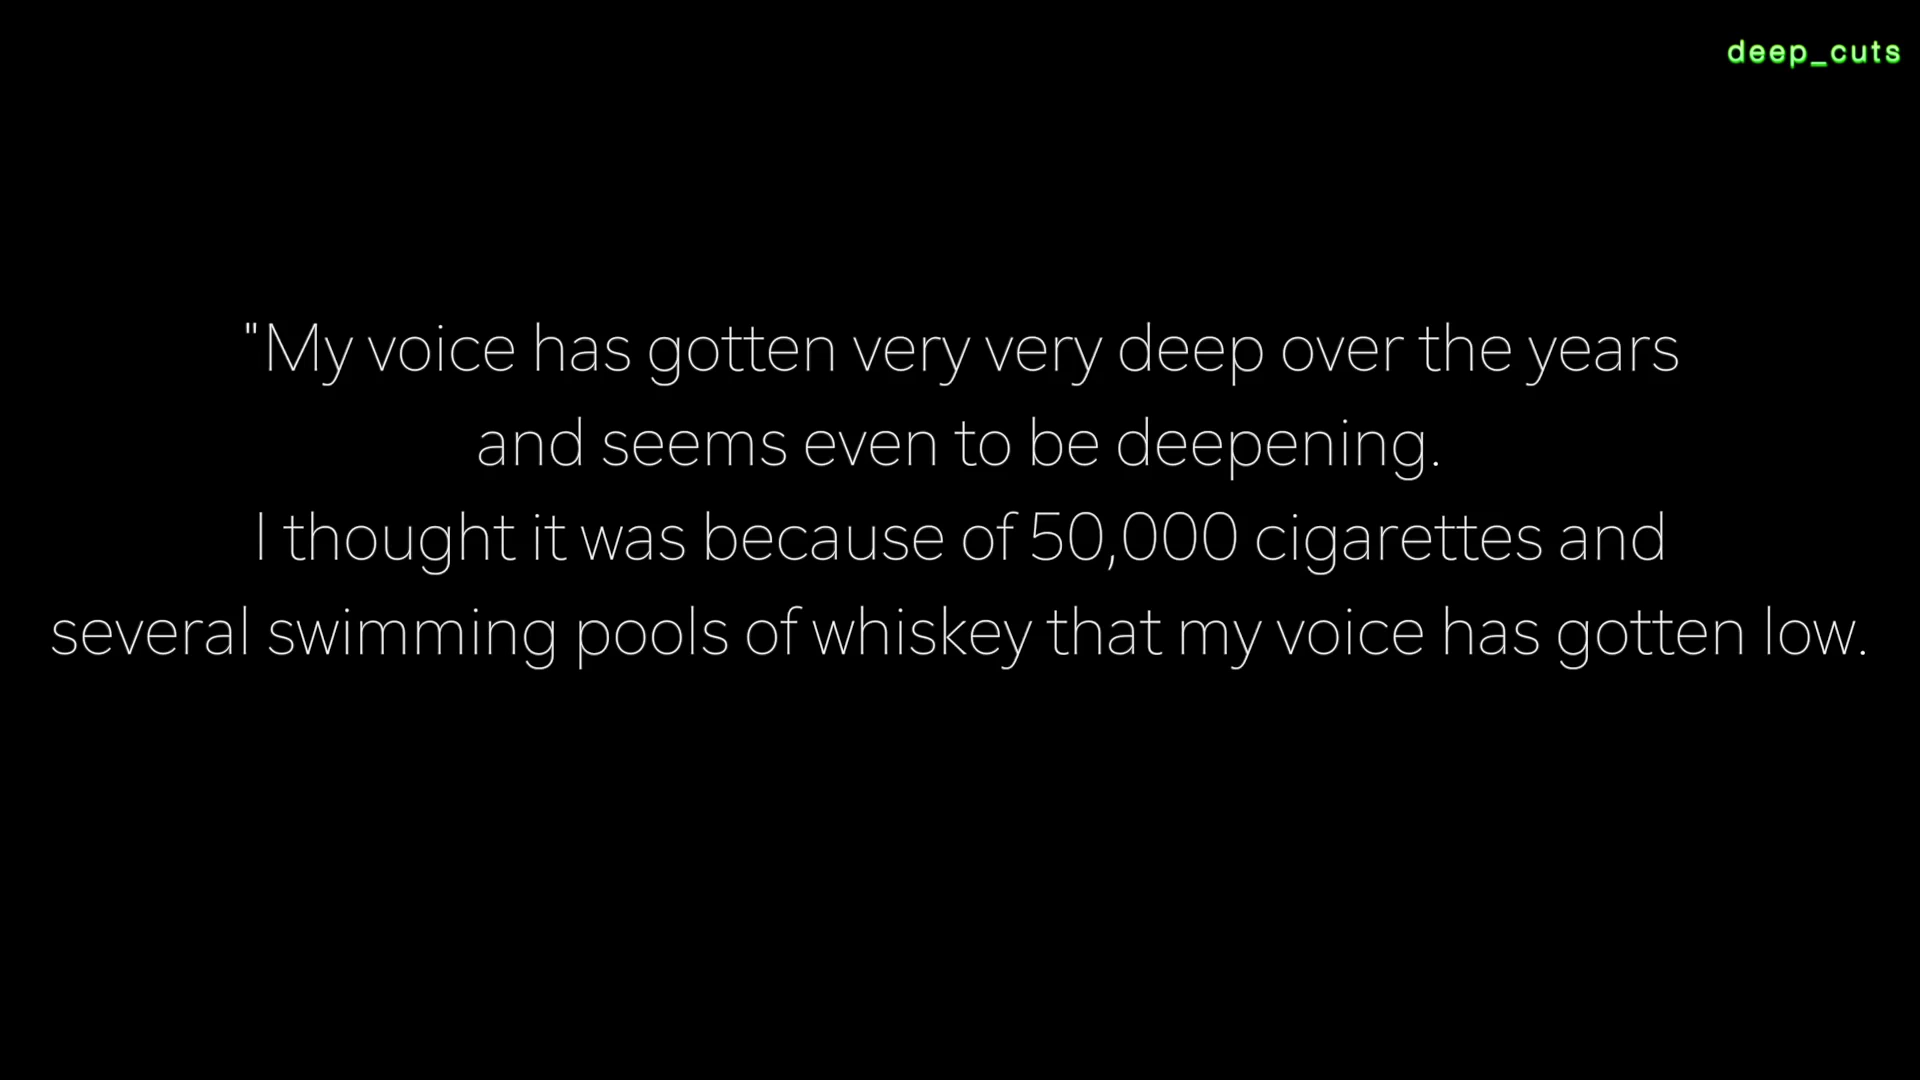 deep_cuts
"My voice has gotten very very deep over the years
and seems even to be deepening.
I thought it was because of 50,000 cigarettes and
several swimming pools of whiskey that my voice has gotten low.